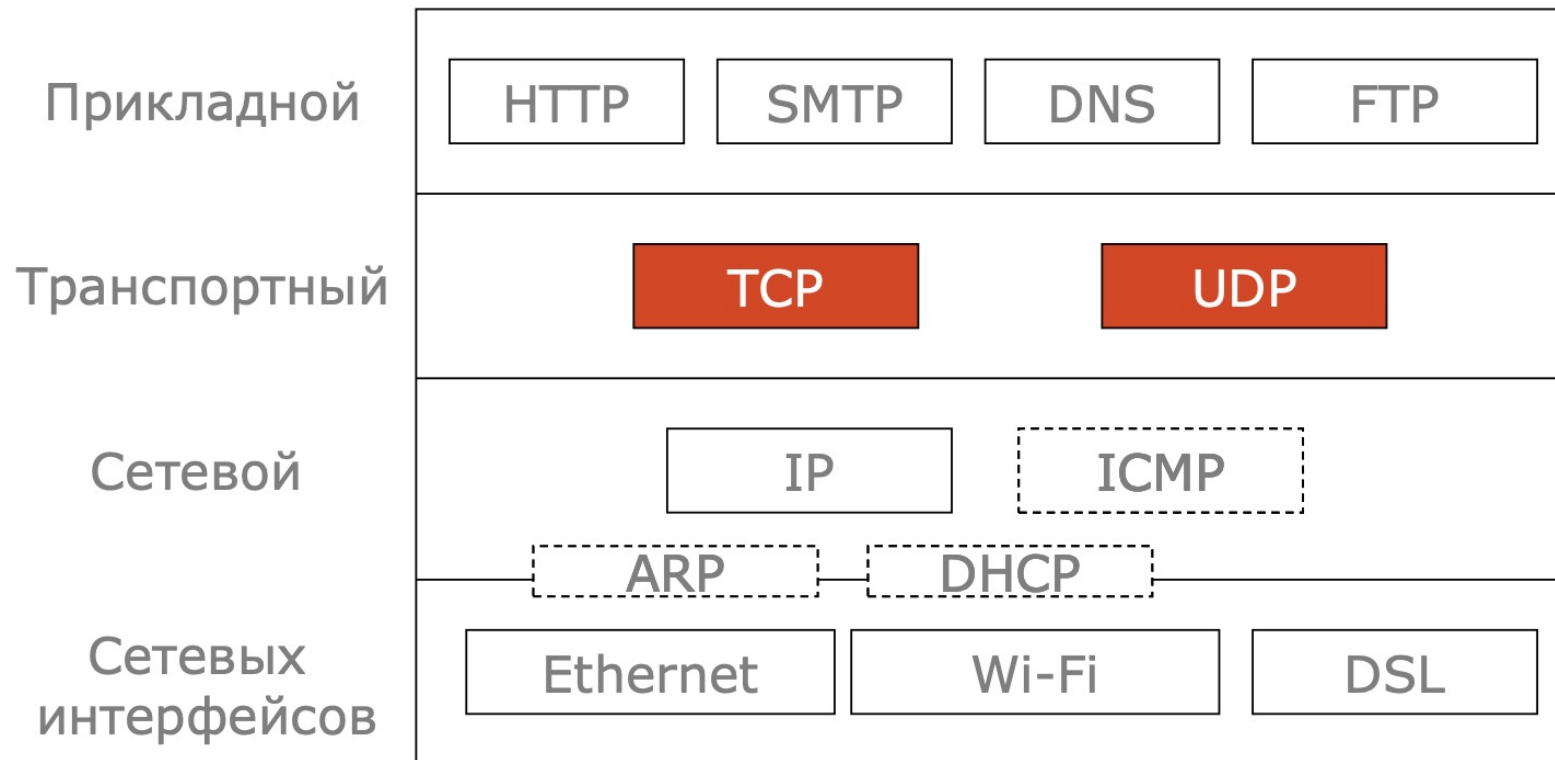 Прикладной
HTTP
SMTP
DNS
FTP
Транспортный
TCP
UDP
Сетевой
IP
ICMP
ARP
DHCP
Сетевых
интерфейсов
Ethernet
Wi-Fi
DSL